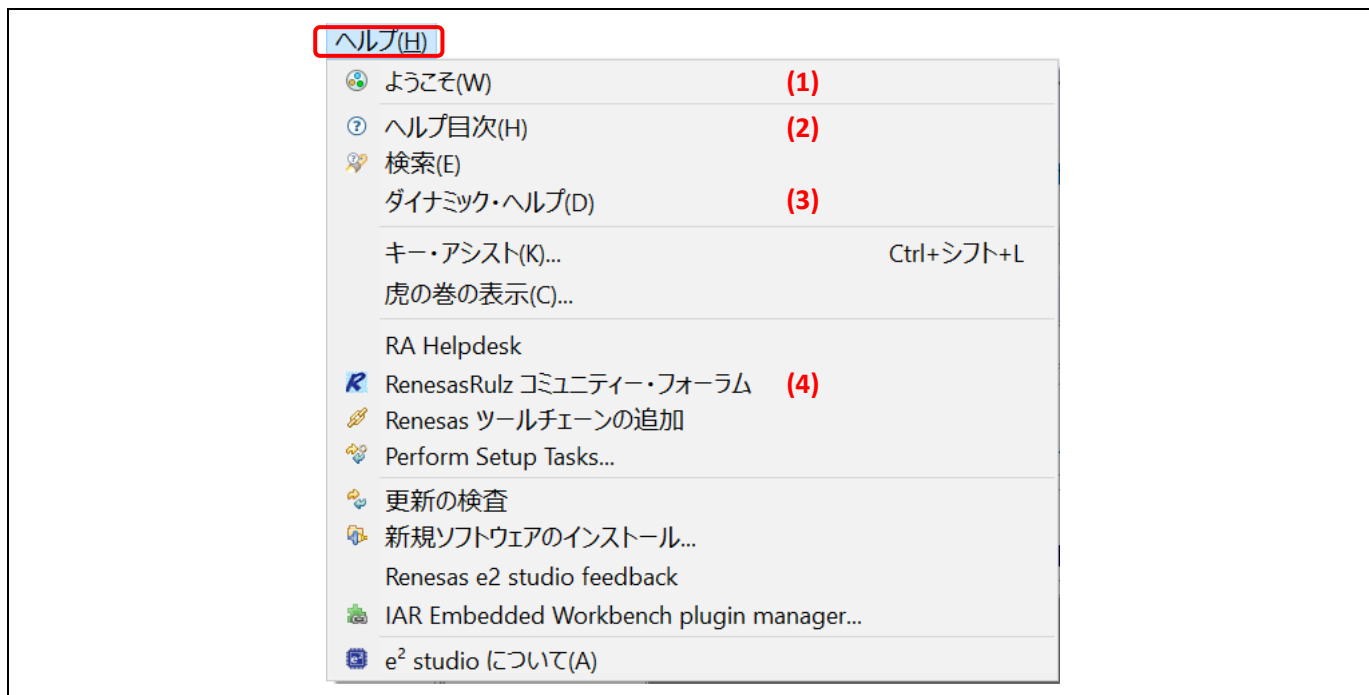 ヘルプ(H)
ようこそ(W) (1)
ヘルプ目次(H) (2)
検索(E)
ダイナミック・ヘルプ(D) (3)
キー・アシスト(K)... Ctrl+シフト+L
虎の巻の表示(C)...
RA Helpdesk
RenesasRulz コミュニティー・フォーラム (4)
Renesas ツールチェーンの追加
Perform Setup Tasks...
更新の検査
新規ソフトウェアのインストール...
Renesas e2 studio feedback
IAR Embedded Workbench plugin manager...
e² studio について(A)